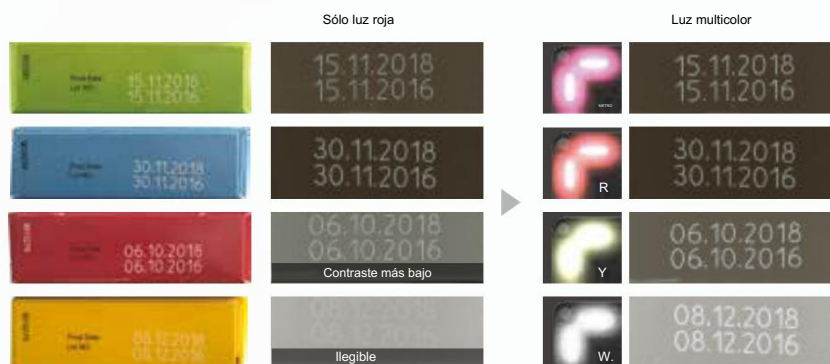 Sólo luz roja
Luz multicolor
15.11.2018
15.11.2016
15.11.2018
15.11.2016
METRO
15.11.2018
15.11.2016
30.11.2018
30.11.2016
30.11.2018
30.11.2016
R
30.11.2018
30.11.2016
06.10.2018
06.10.2016
06.10.2018
06.10.2016
Contraste más bajo
Y
06.10.2018
06.10.2016
08.12.2018
08.12.2016
Ilegible
W.
08.12.2018
08.12.2016